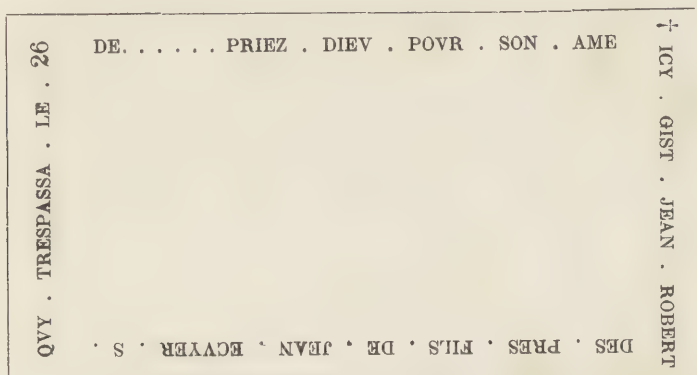 † ICY . GIST . JEAN . ROBERT
DES . PRES . FILS . DE . JEAN . ECVYER . S .
QVY . TRESPASSA . LE . 26
DE. . . . . . PRIEZ . DIEV . POVR . SON . AME